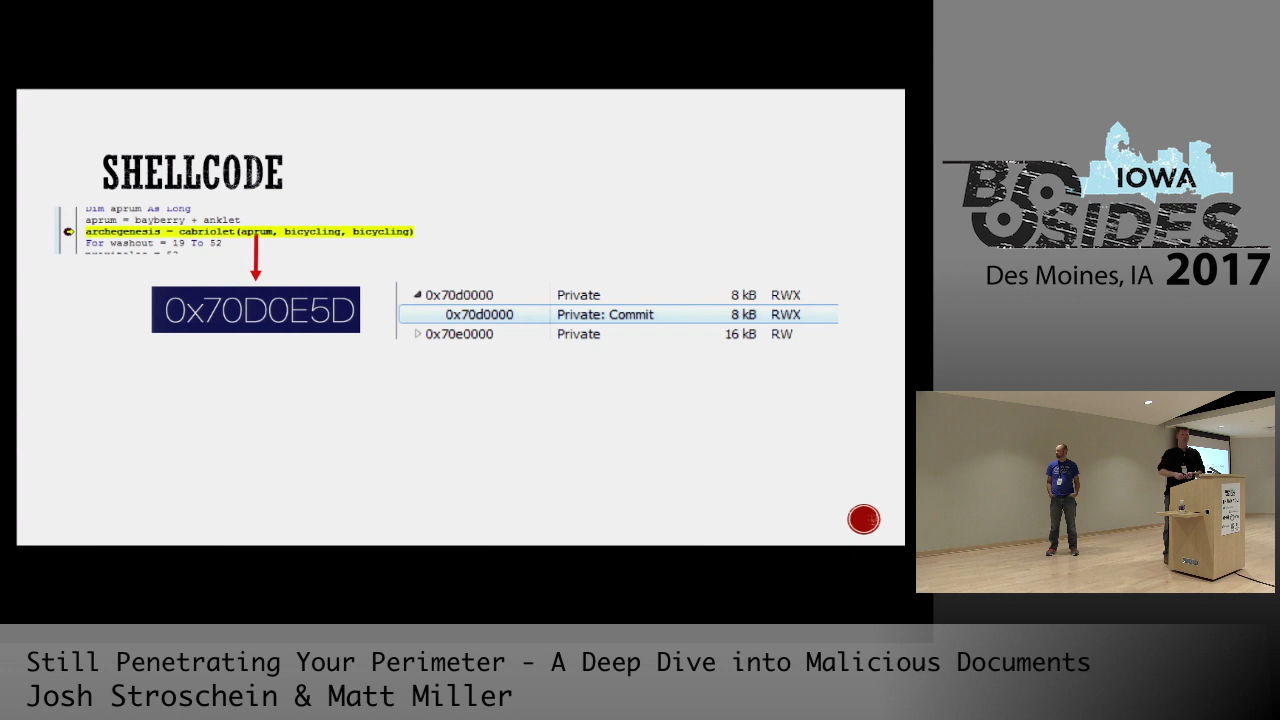 SHELLCODE
Dim aprum As Long
aprum = bayberry + anklet
archegenesis = cabriolet(aprum, bicycling, bicycling)
For washout = 19 To 52
0x70D0E5D
0x70d0000 Private 8 kB RWX
0x70d0000 Private: Commit 8 kB RWX
0x70e0000 Private 16 kB RW
IOWA
BSIDES
Des Moines, IA 2017
Still Penetrating Your Perimeter - A Deep Dive into Malicious Documents
Josh Stroschein & Matt Miller